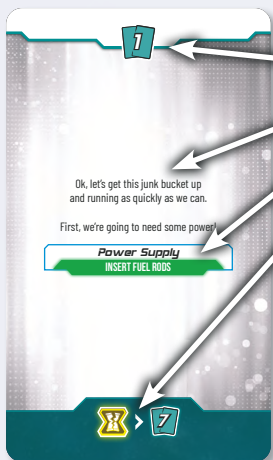 1
Ok, let's get this junk bucket up
and running as quickly as we can.
First, we're going to need some power!
Power Supply
INSERT FUEL RODS
> 7